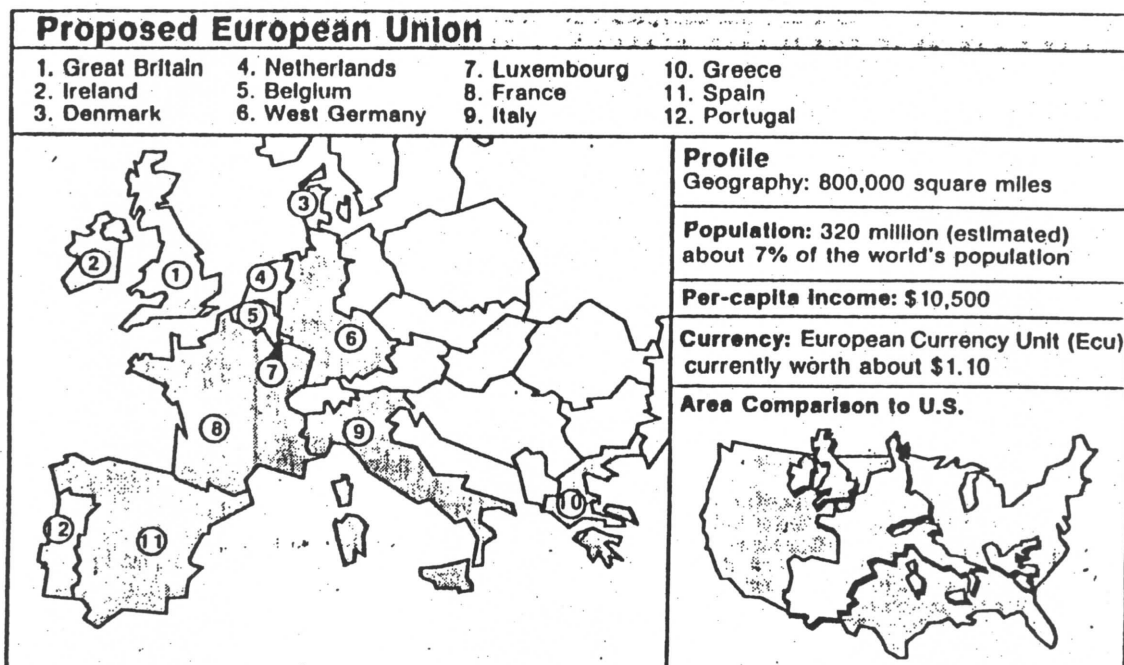 Proposed European Union
1. Great Britain
2. Ireland
3. Denmark
4. Netherlands
5. Belgium
6. West Germany
7. Luxembourg
8. France
9. Italy
10. Greece
11. Spain
12. Portugal
Profile
Geography: 800,000 square miles
Population: 320 million (estimated)
about 7% of the world's population
Per-capita Income: $10,500
Currency: European Currency Unit (Ecu)
currently worth about $1.10
Area Comparison to U.S.
3
2
1
4
5
6
7
8
9
10
12
11